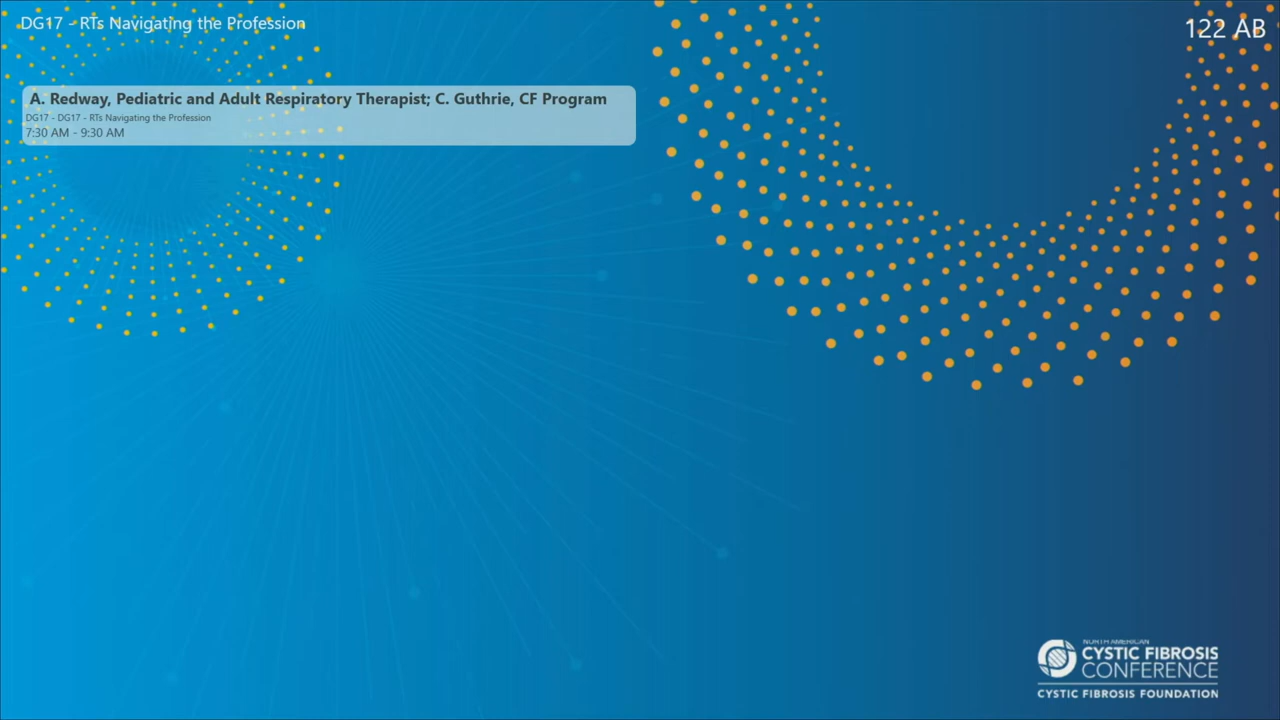 DG17 - RTs Navigating the Profession
122 AB
A. Redway, Pediatric and Adult Respiratory Therapist; C. Guthrie, CF Program
DG17 - DG17 - RTs Navigating the Profession
7:30 AM - 9:30 AM
NORTH AMERICAN
CYSTIC FIBROSIS
CONFERENCE
CYSTIC FIBROSIS FOUNDATION